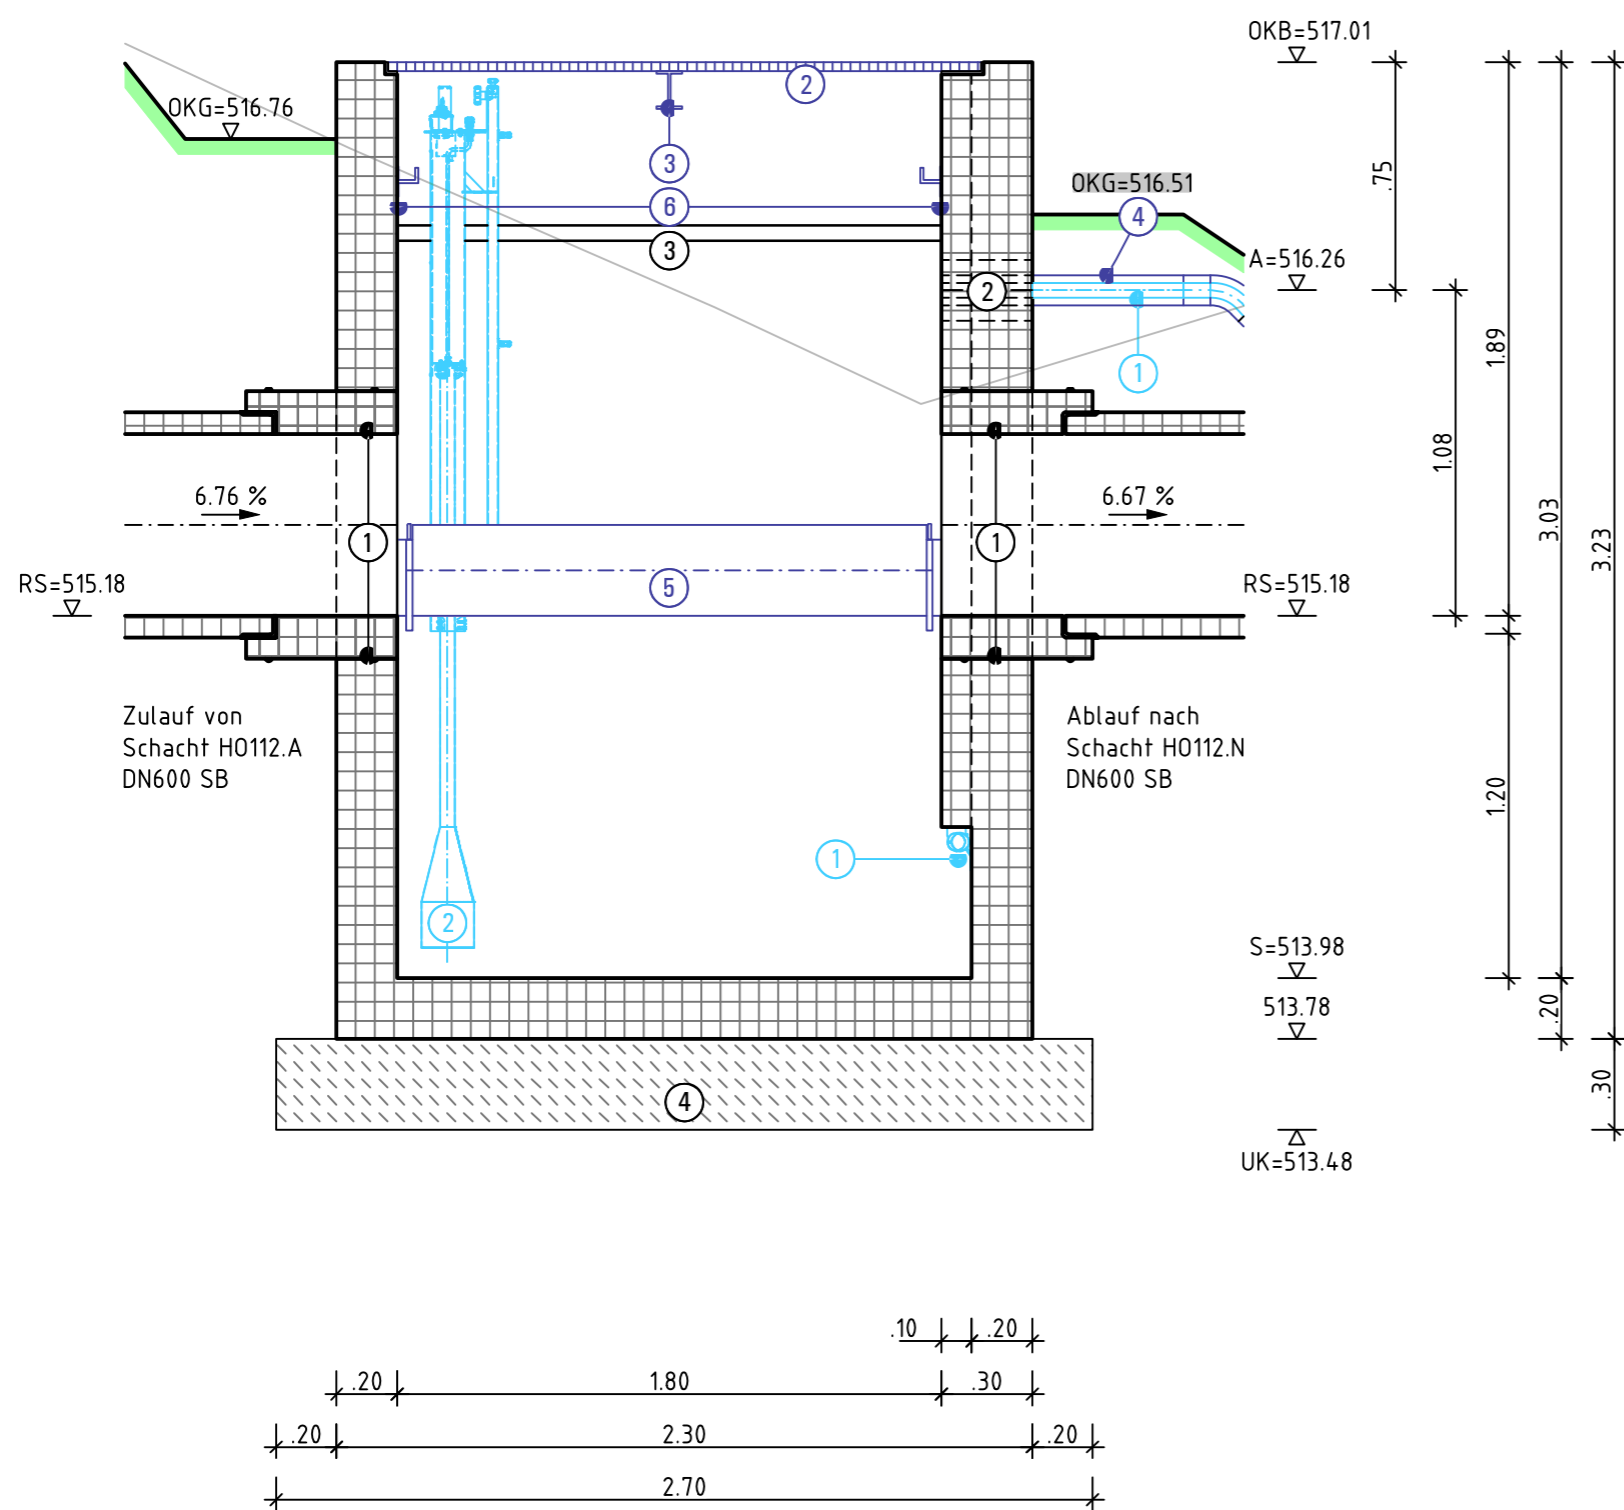 OKB=517.01
OKG=516.76
2
3
.75
OKG=516.51
6
4
3
A=516.26
2
1
1.89
1.08
6.76 %
6.67 %
1
1
3.03
3.23
RS=515.18
5
RS=515.18
Zulauf von
Schacht HO112.A
DN600 SB
Ablauf nach
Schacht HO112.N
DN600 SB
1.20
1
2
S=513.98
513.78
.20
4
.30
UK=513.48
.10
.20
.20
1.80
.30
.20
2.30
.20
2.70